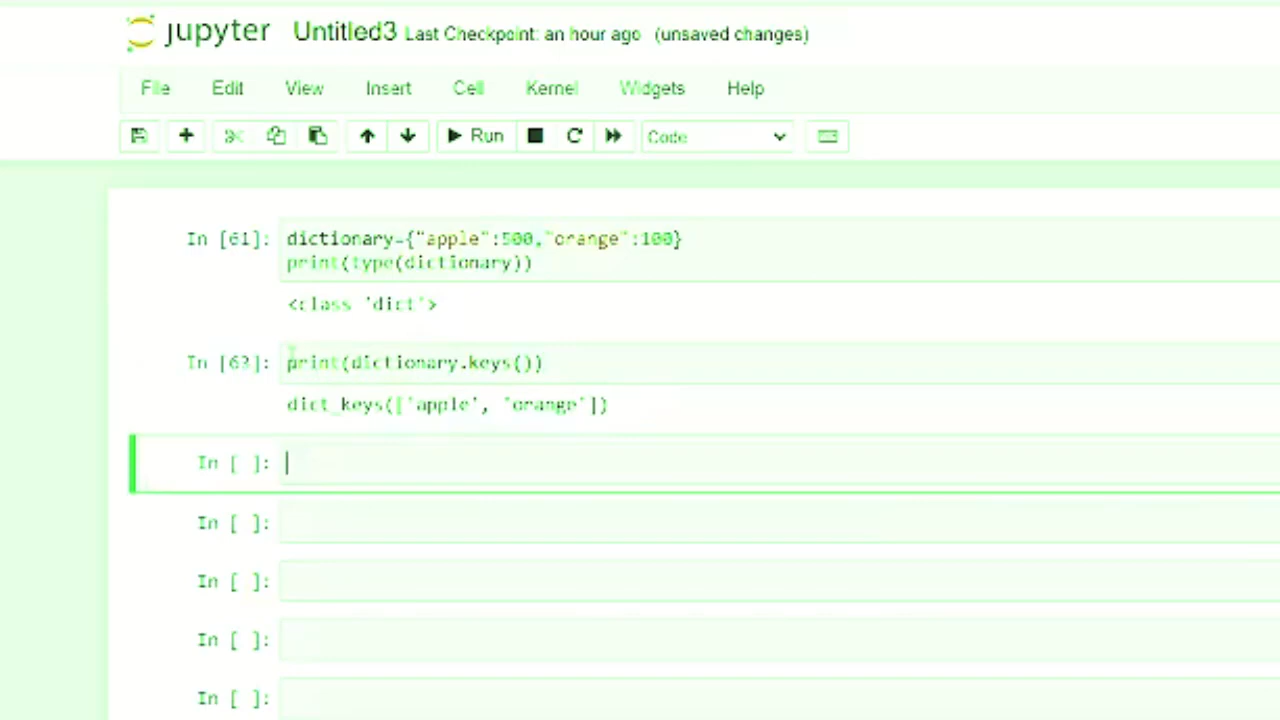 jupyter Untitled3 Last Checkpoint: an hour ago (unsaved changes)
File Edit View Insert Cell Kernel Widgets Help
Run Code
In [61]: dictionary={"apple":500,"orange":100}
print(type(dictionary))
<class 'dict'>
In [63]: print(dictionary.keys())
dict_keys(['apple', 'orange'])
In [ ]:
In [ ]:
In [ ]:
In [ ]:
In [ ]: